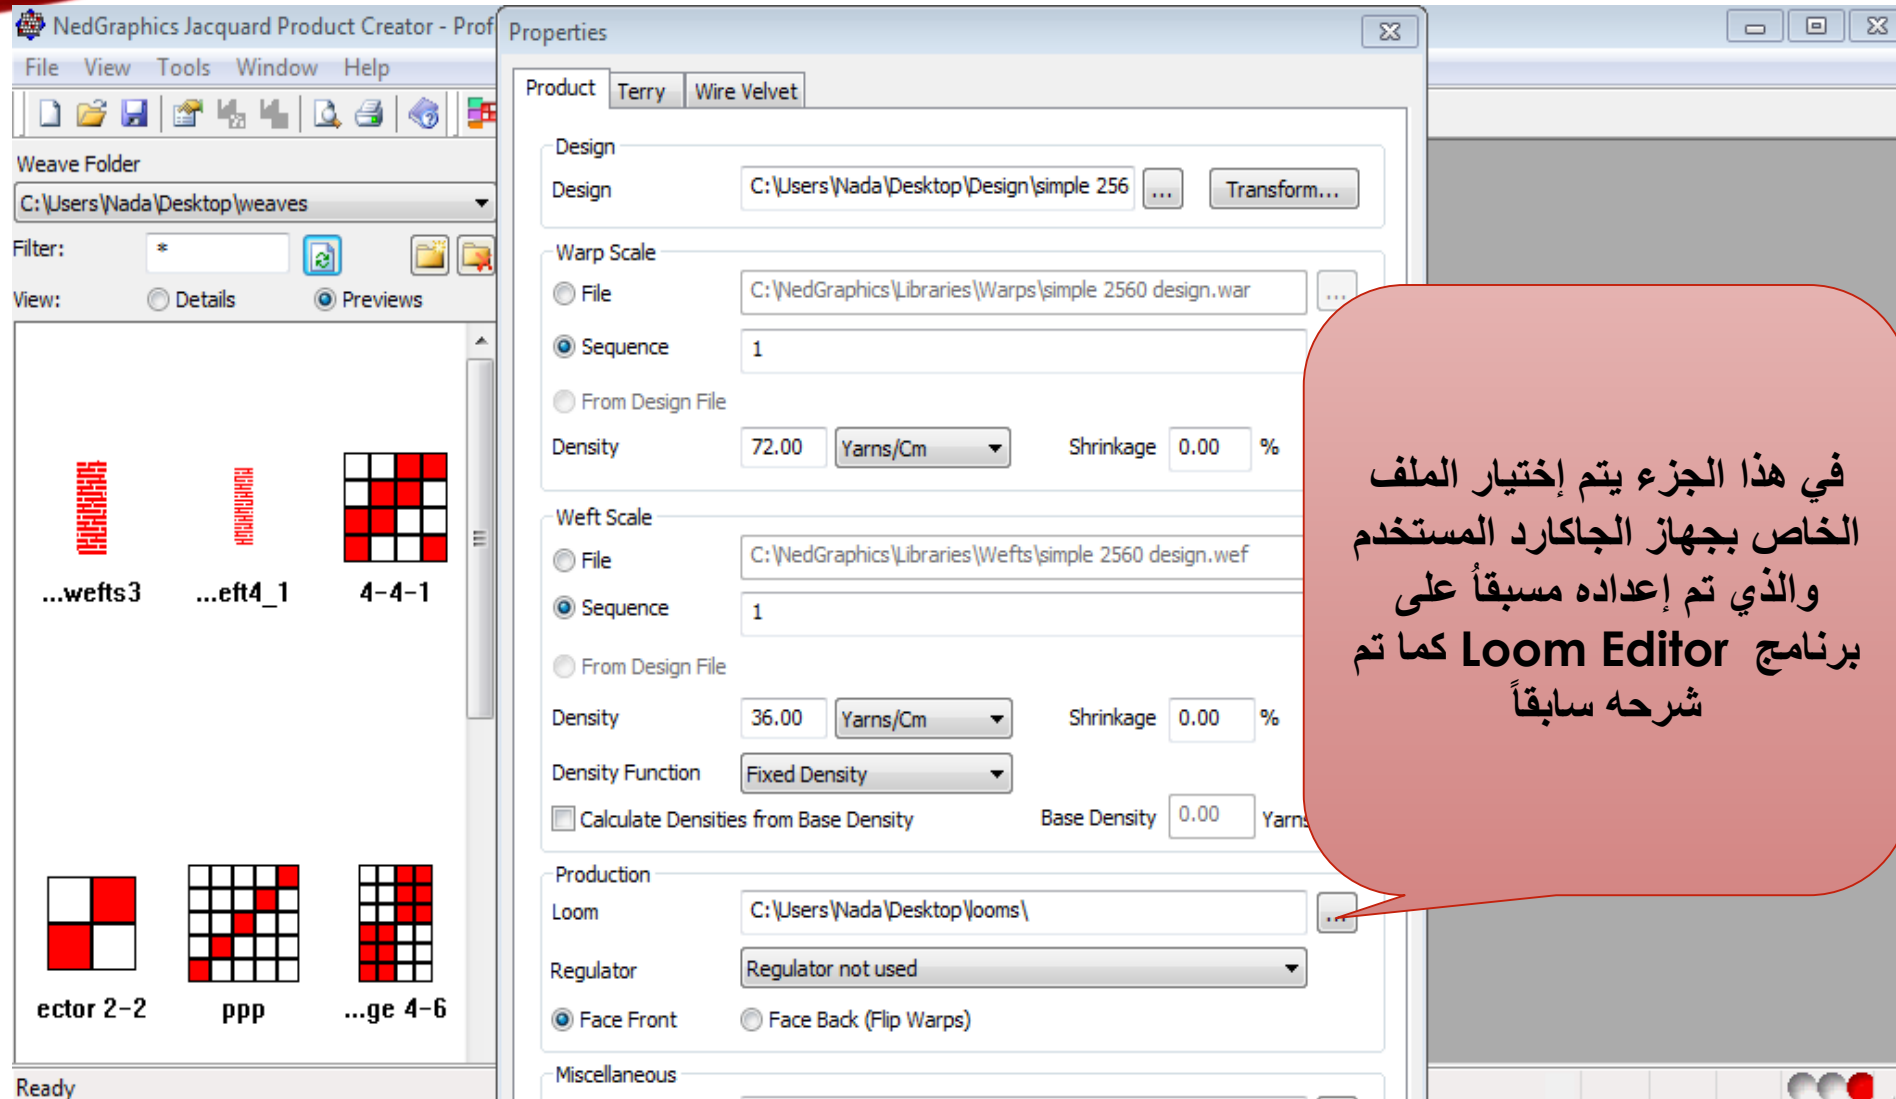 NedGraphics Jacquard Product Creator - Prof
File View Tools Window Help
Weave Folder
C:\Users\Nada\Desktop\weaves
Filter: *
View: Details Previews
...wefts3 ...eft4_1 4-4-1
ector 2-2 ppp ...ge 4-6
Ready
Properties
Product Terry Wire Velvet
Design
Design C:\Users\Nada\Desktop\Design\simple 256 ... Transform...
Warp Scale
File C:\NedGraphics\Libraries\Warps\simple 2560 design.war ...
Sequence 1
From Design File
Density 72.00 Yarns/Cm Shrinkage 0.00 %
Weft Scale
File C:\NedGraphics\Libraries\Wefts\simple 2560 design.wef
Sequence 1
From Design File
Density 36.00 Yarns/Cm Shrinkage 0.00 %
Density Function Fixed Density
Calculate Densities from Base Density Base Density 0.00 Yarns
Production
Loom C:\Users\Nada\Desktop\looms\ ...
Regulator Regulator not used
Face Front Face Back (Flip Warps)
Miscellaneous
في هذا الجزء يتم إختيار الملف
الخاص بجهاز الجاكارد المستخدم
والذي تم إعداده مسبقاُ على
برنامج Loom Editor كما تم
شرحه سابقاً